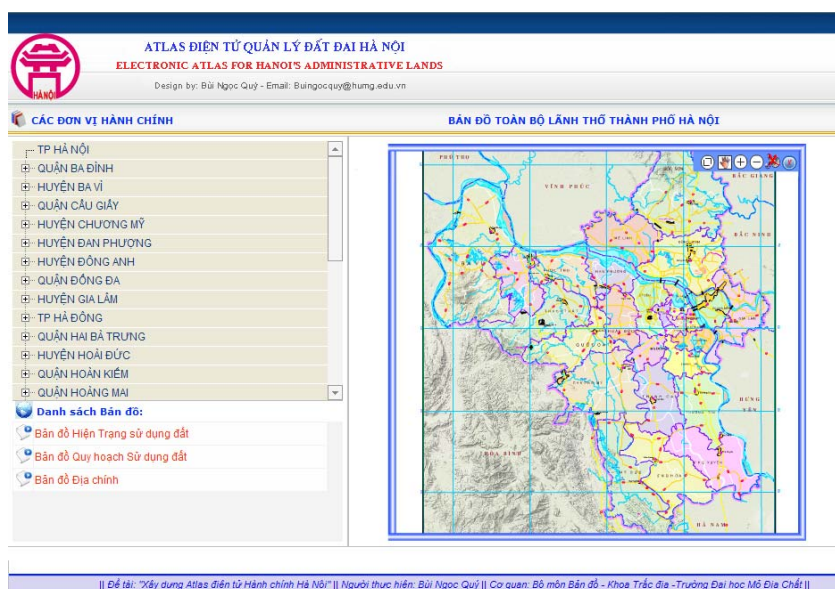 ATLAS ĐIỆN TỬ QUẢN LÝ ĐẤT ĐAI HÀ NỘI
ELECTRONIC ATLAS FOR HANOI'S ADMINISTRATIVE LANDS
Design by: Bùi Ngọc Quý - Email: Buingocquy@humg.edu.vn
HÀNỘI
CÁC ĐƠN VỊ HÀNH CHÍNH
BẢN ĐỒ TOÀN BỘ LÃNH THỔ THÀNH PHỐ HÀ NỘI
TP HÀ NỘI
QUẬN BA ĐÌNH
HUYỆN BA VÌ
QUẬN CẦU GIẤY
HUYỆN CHƯƠNG MỸ
HUYỆN ĐAN PHƯỢNG
HUYỆN ĐÔNG ANH
QUẬN ĐỐNG ĐA
HUYỆN GIA LÂM
TP HÀ ĐÔNG
QUẬN HAI BÀ TRƯNG
HUYỆN HOÀI ĐỨC
QUẬN HOÀN KIẾM
QUẬN HOÀNG MAI
Danh sách Bản đồ:
Bản đồ Hiện Trạng sử dụng đất
Bản đồ Quy hoạch Sử dụng đất
Bản đồ Địa chính
PHÚ THỌ
VĨNH PHÚC
BẮC GIANG
BẮC NINH
HƯNG YÊN
HÒA BÌNH
HÀ NAM
|| Đề tài: "Xây dựng Atlas điện tử Hành chính Hà Nội" || Người thực hiện: Bùi Ngọc Quý || Cơ quan: Bộ môn Bản đồ - Khoa Trắc địa -Trường Đại học Mỏ Địa Chất ||